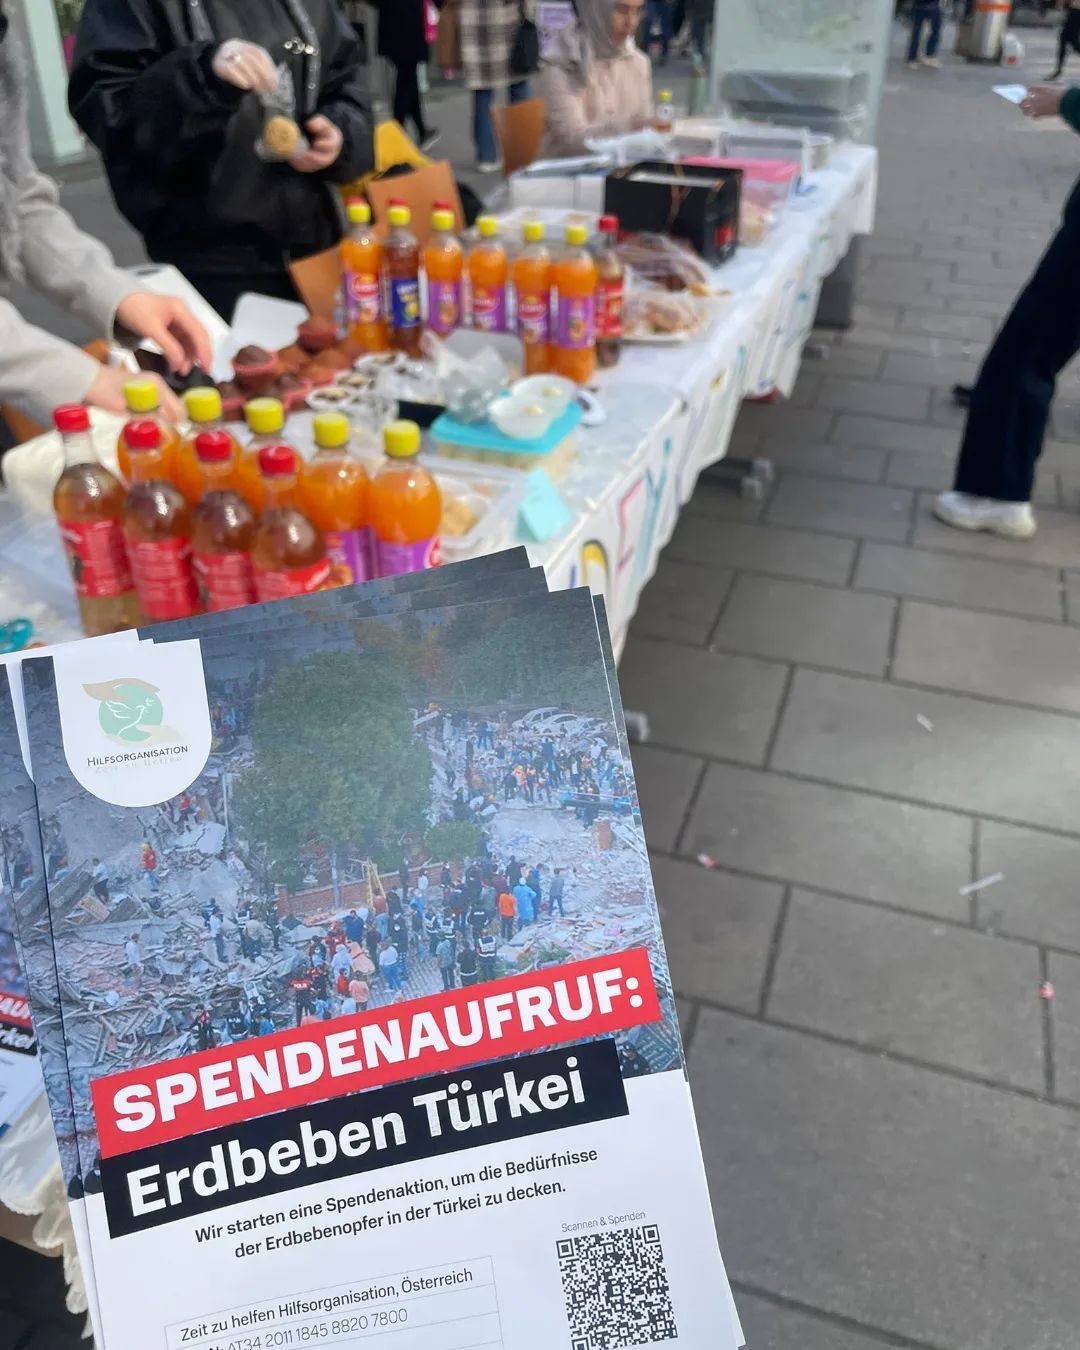 HILFSORGANISATION
Zeit zu helfen
SPENDENAUFRUF:
Erdbeben Türkei
Wir starten eine Spendenaktion, um die Bedürfnisse
der Erdbebenopfer in der Türkei zu decken.
Scannen & Spenden
Zeit zu helfen Hilfsorganisation, Österreich
AT34 2011 1845 8820 7800